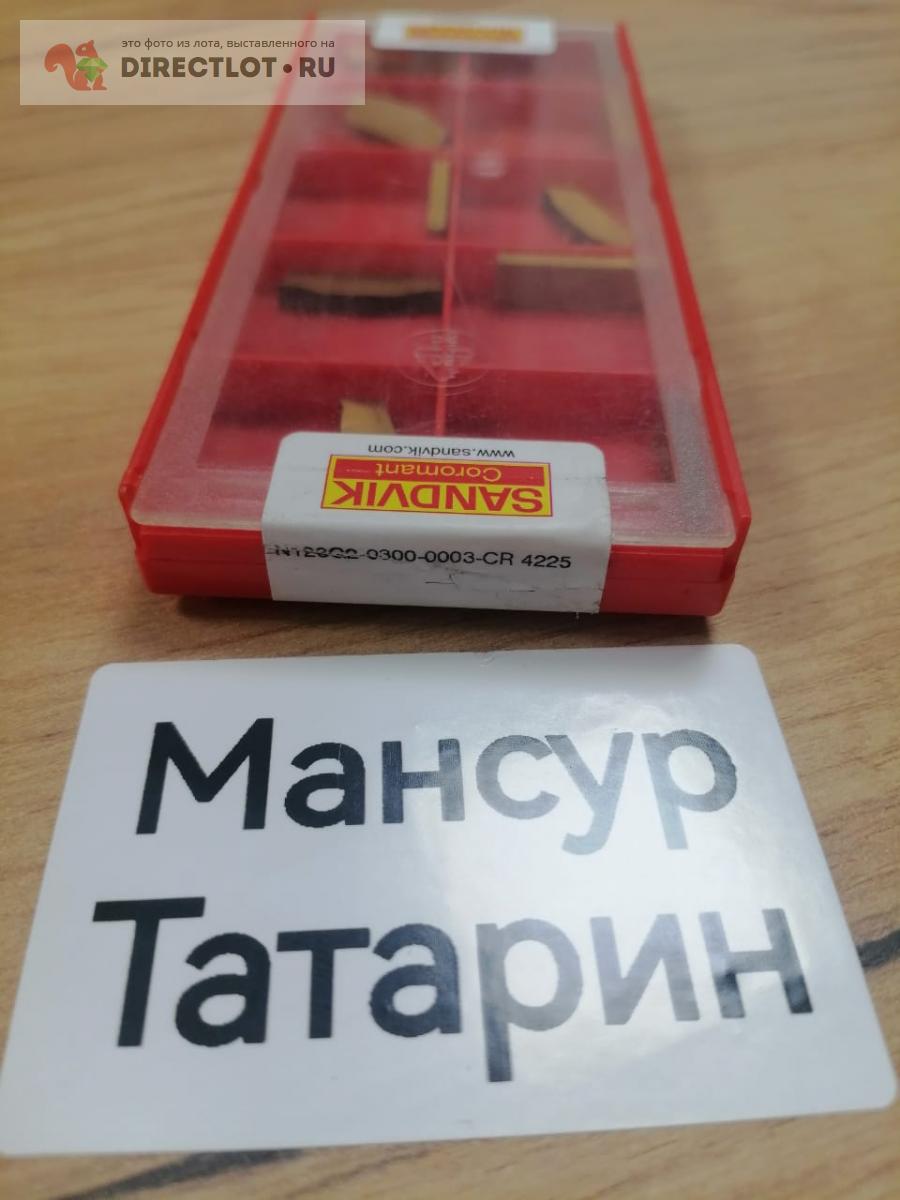 это фото из лота, выставленного на
DIRECTLOT.RU
www.sandvik.com
Coromant
SANDVIK
N123G2-0300-0003-CR 4225
Мансур
Татарин